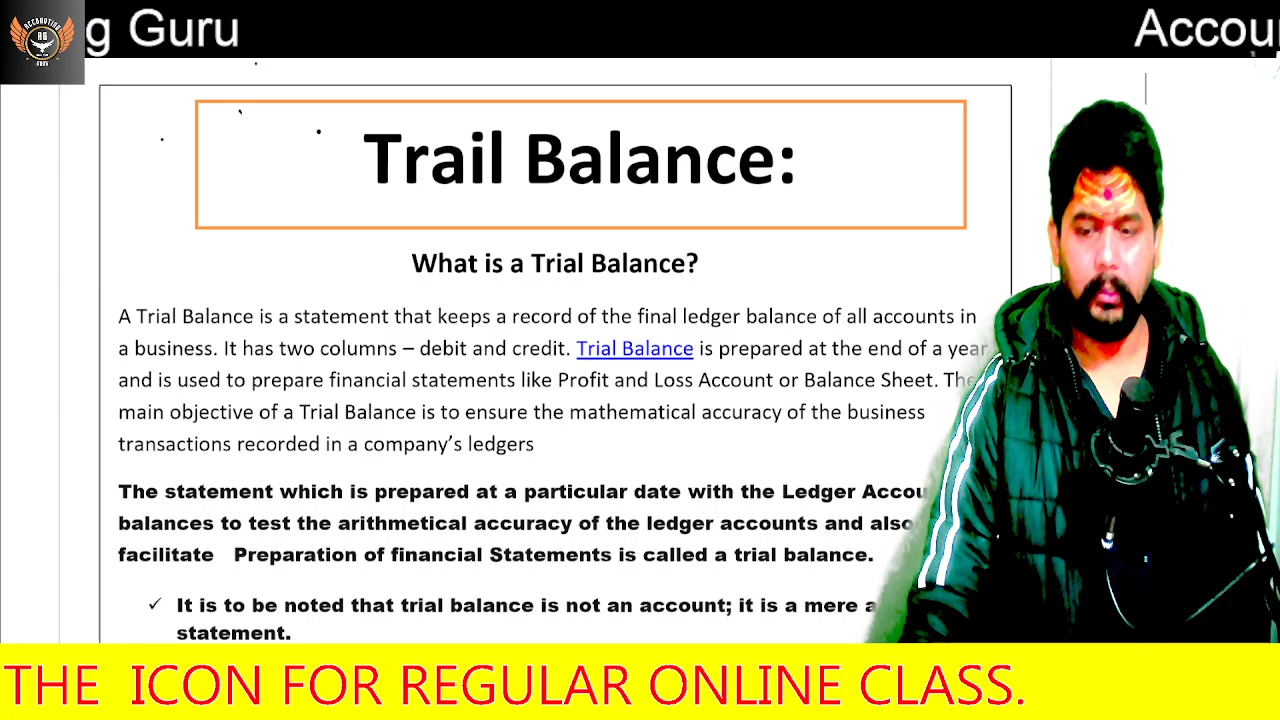 g Guru
Accou
ACCOUNTING
AG
GURU
Trail Balance:
What is a Trial Balance?
A Trial Balance is a statement that keeps a record of the final ledger balance of all accounts in
a business. It has two columns – debit and credit. Trial Balance is prepared at the end of a year
and is used to prepare financial statements like Profit and Loss Account or Balance Sheet. The
main objective of a Trial Balance is to ensure the mathematical accuracy of the business
transactions recorded in a company’s ledgers
The statement which is prepared at a particular date with the Ledger Accou
balances to test the arithmetical accuracy of the ledger accounts and also
facilitate Preparation of financial Statements is called a trial balance.
✓ It is to be noted that trial balance is not an account; it is a mere a
statement.
THE ICON FOR REGULAR ONLINE CLASS.